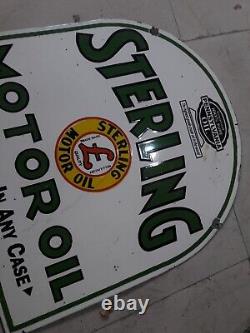 STERLING
STERLING
MOTOR OIL
MOTOR OIL
IN ANY CASE
ebay